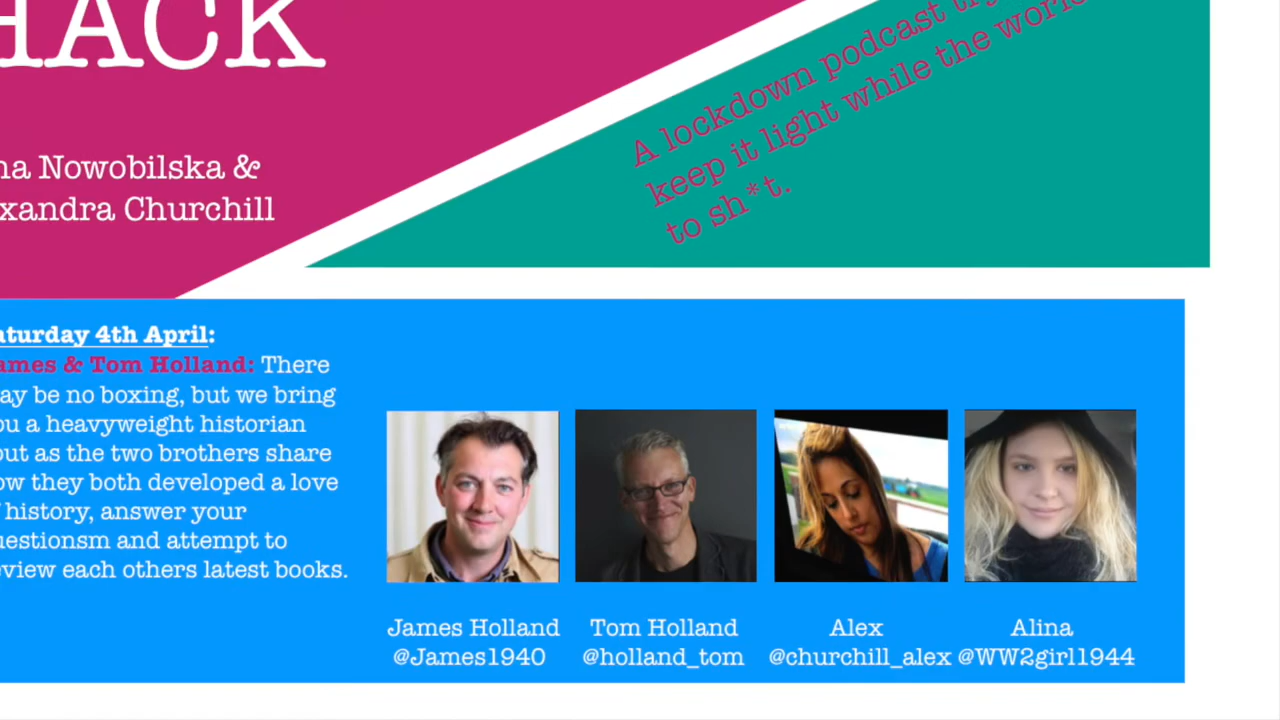 HACK
na Nowobilska &
xandra Churchill
A lockdown podcast
keep it light while the
to sh*t.
aturday 4th April:
ames & Tom Holland: There
ay be no boxing, but we bring
ou a heavyweight historian
out as the two brothers share
ow they both developed a love
f history, answer your
uestionsm and attempt to
eview each others latest books.
James Holland
@James1940
Tom Holland
@holland_tom
Alex
@churchill_alex
Alina
@WW2girl1944